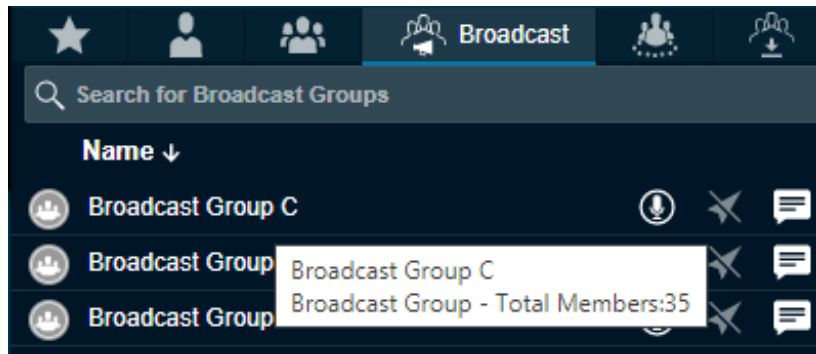 Broadcast
Search for Broadcast Groups
Name ↓
Broadcast Group C
Broadcast Group
Broadcast Group C
Broadcast Group - Total Members:35
Broadcast Group